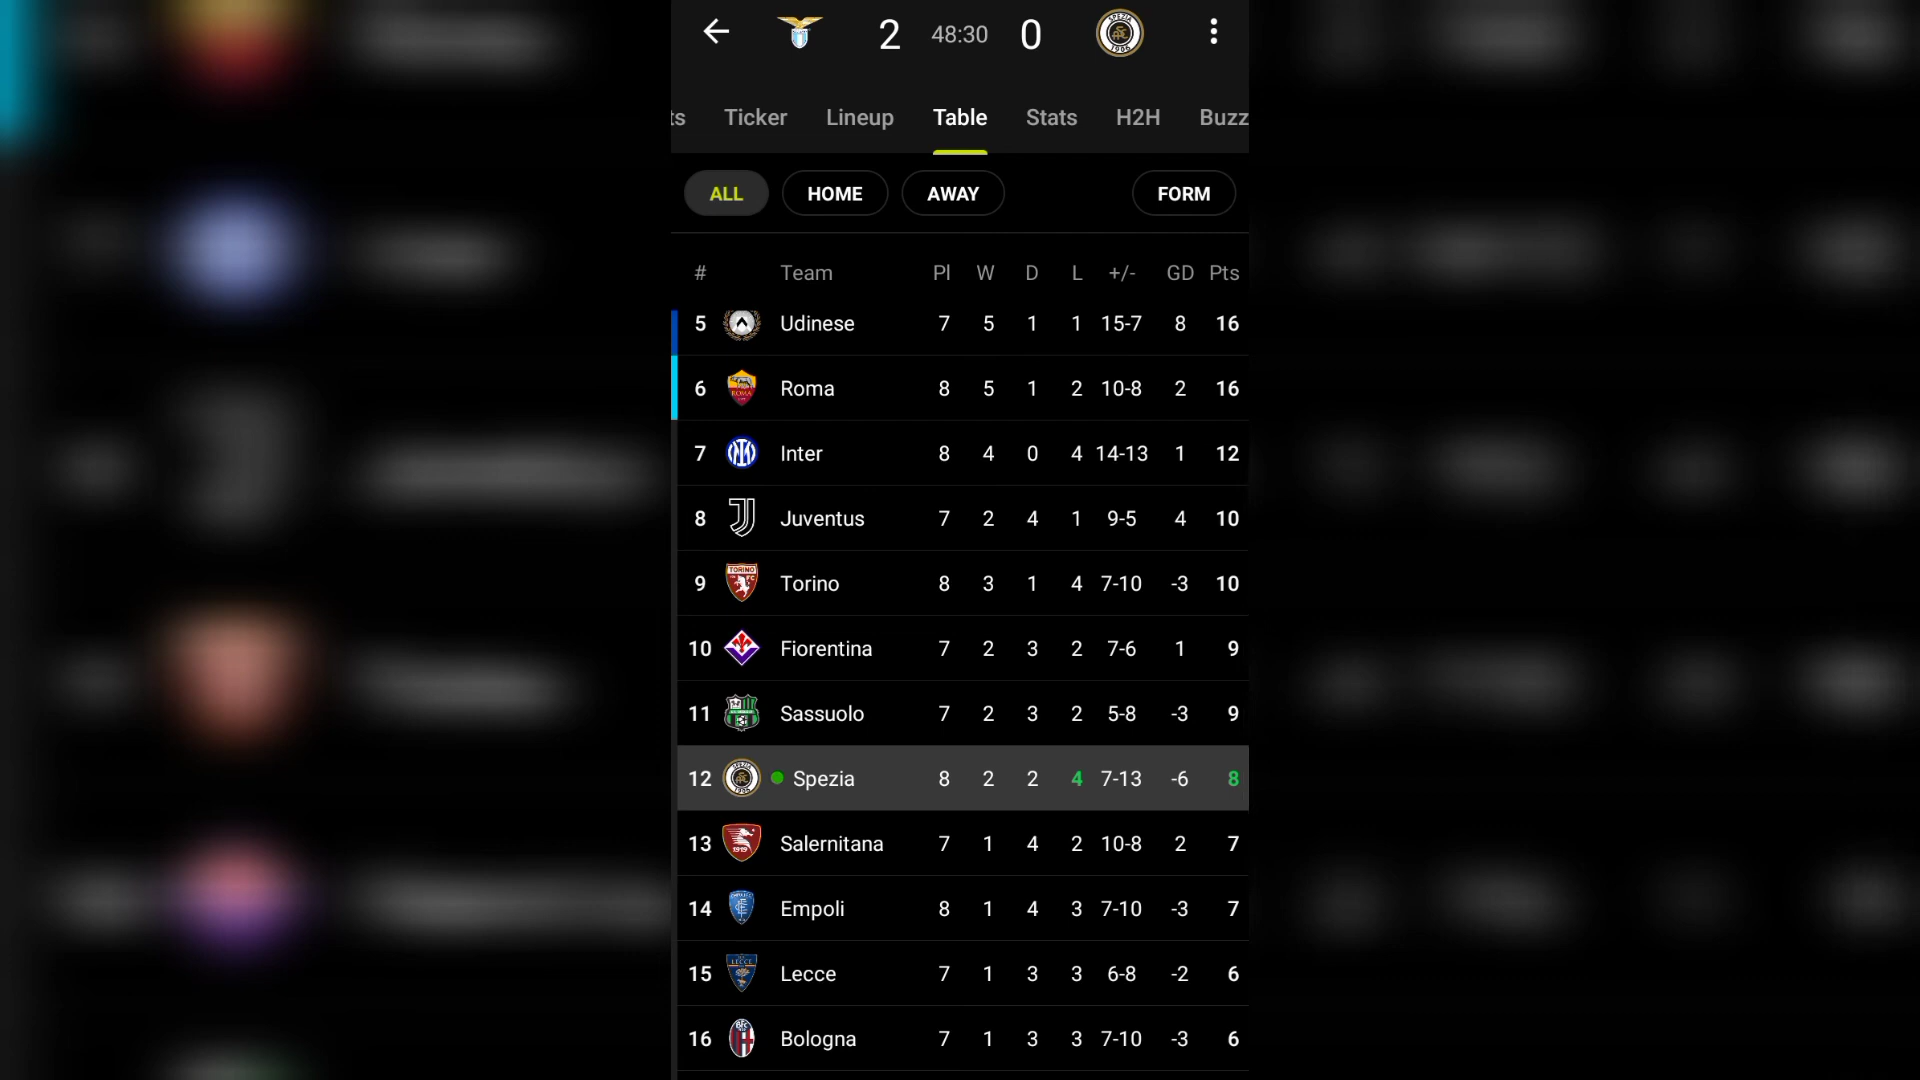 2 48:30 0
ts Ticker Lineup Table Stats H2H Buzz
ALL HOME AWAY FORM
# Team Pl W D L +/- GD Pts
5 Udinese 7 5 1 1 15-7 8 16
6 Roma 8 5 1 2 10-8 2 16
7 Inter 8 4 0 4 14-13 1 12
8 Juventus 7 2 4 1 9-5 4 10
9 Torino 8 3 1 4 7-10 -3 10
10 Fiorentina 7 2 3 2 7-6 1 9
11 Sassuolo 7 2 3 2 5-8 -3 9
12 Spezia 8 2 2 4 7-13 -6 8
13 Salernitana 7 1 4 2 10-8 2 7
14 Empoli 8 1 4 3 7-10 -3 7
15 Lecce 7 1 3 3 6-8 -2 6
16 Bologna 7 1 3 3 7-10 -3 6